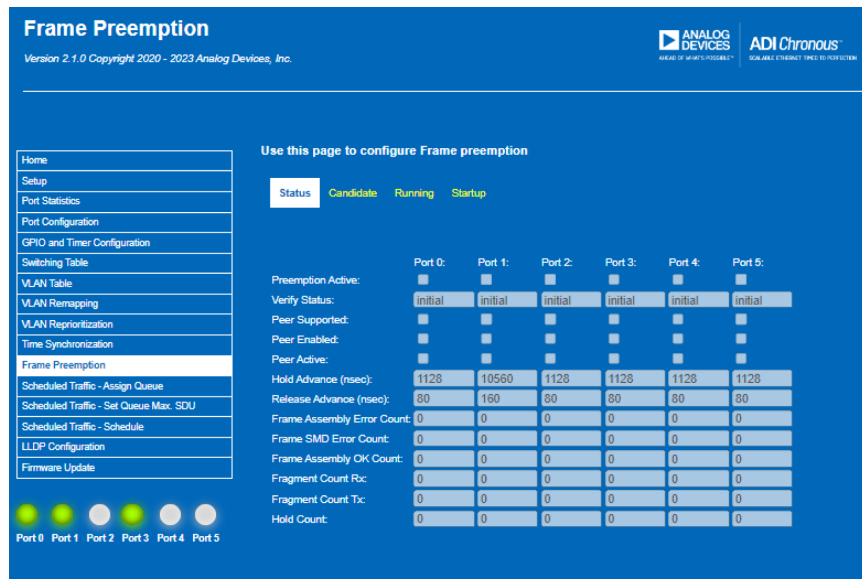 Frame Preemption
Version 2.1.0 Copyright 2020 - 2023 Analog Devices, Inc.
ANALOG
DEVICES
AHEAD OF WHAT'S POSSIBLE™
ADI Chronous™
SCALABLE ETHERNET TIMED TO PERFECTION
Home
Setup
Port Statistics
Port Configuration
GPIO and Timer Configuration
Switching Table
VLAN Table
VLAN Remapping
VLAN Reprioritization
Time Synchronization
Frame Preemption
Scheduled Traffic - Assign Queue
Scheduled Traffic - Set Queue Max. SDU
Scheduled Traffic - Schedule
LLDP Configuration
Firmware Update
Port 0 Port 1 Port 2 Port 3 Port 4 Port 5
Use this page to configure Frame preemption
Status Candidate Running Startup
Port 0: Port 1: Port 2: Port 3: Port 4: Port 5:
Preemption Active:
Verify Status: initial initial initial initial initial initial
Peer Supported:
Peer Enabled:
Peer Active:
Hold Advance (nsec): 1128 10560 1128 1128 1128 1128
Release Advance (nsec): 80 160 80 80 80 80
Frame Assembly Error Count: 0 0 0 0 0 0
Frame SMD Error Count: 0 0 0 0 0 0
Frame Assembly OK Count: 0 0 0 0 0 0
Fragment Count Rx: 0 0 0 0 0 0
Fragment Count Tx: 0 0 0 0 0 0
Hold Count: 0 0 0 0 0 0